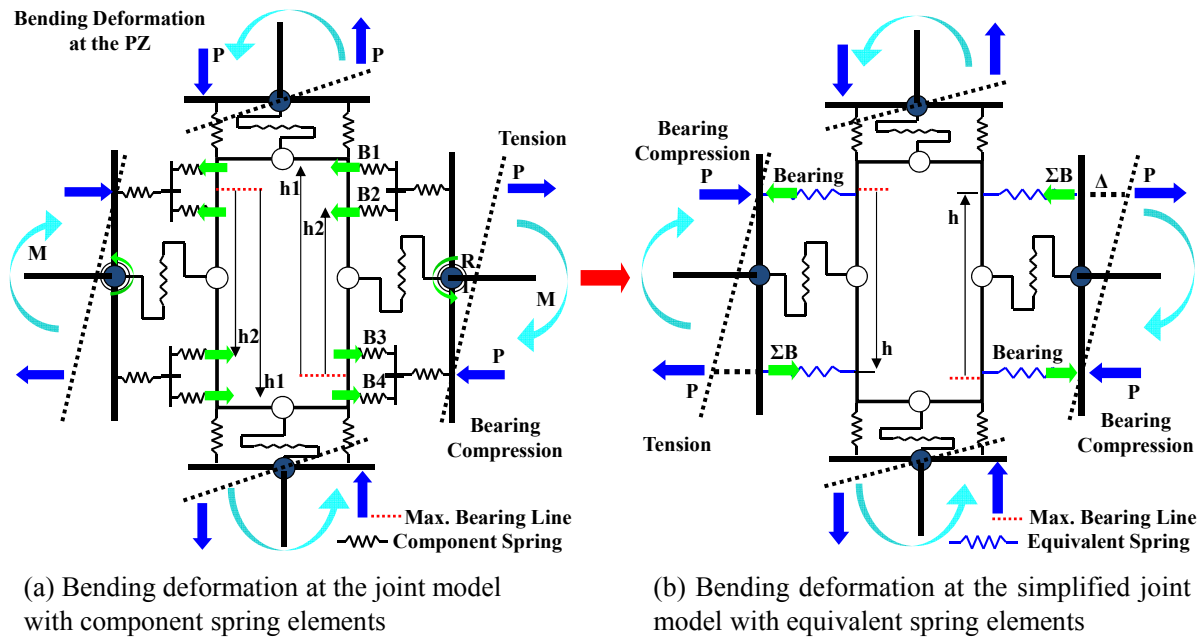 Bending Deformation
at the PZ
P
P
Tension
B1
B2
h1
h2
P
M
R
M
h2
h1
B3
B4
P
Bearing
Compression
Max. Bearing Line
Component Spring
(a) Bending deformation at the joint model
with component spring elements
Bearing
Compression
P
Bearing
ΣB
Δ
P
h
h
ΣB
P
Bearing
P
Tension
Bearing
Compression
Max. Bearing Line
Equivalent Spring
(b) Bending deformation at the simplified joint
model with equivalent spring elements